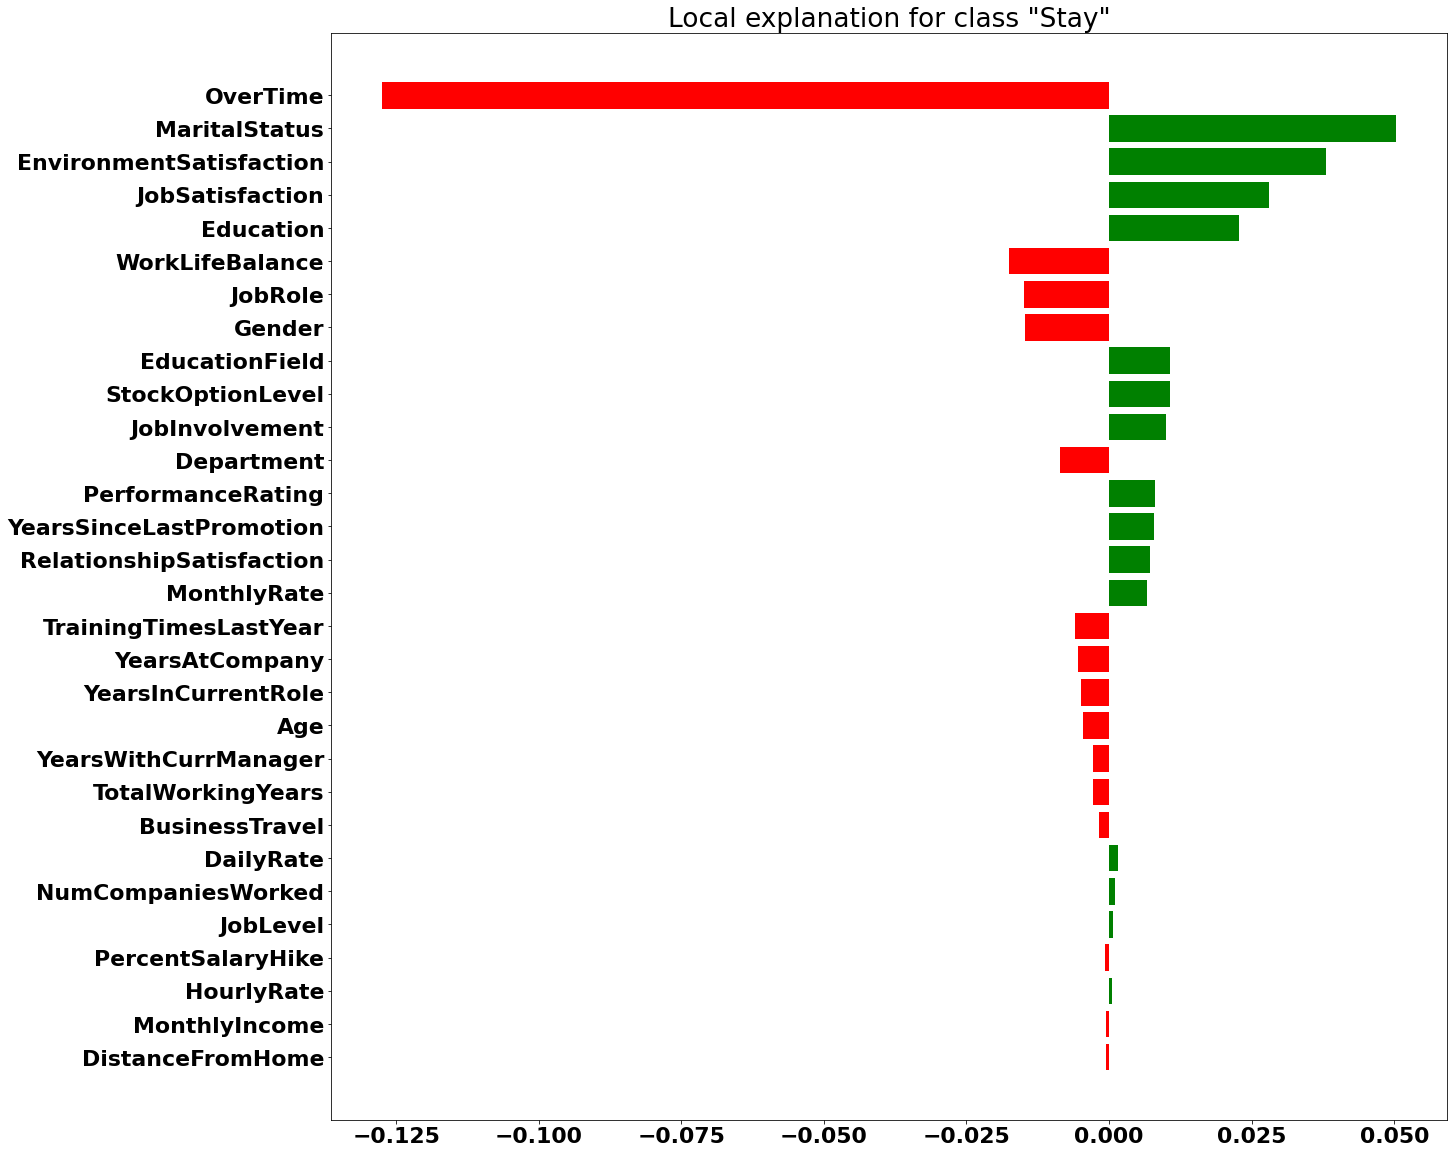 Local explanation for class "Stay"
OverTime
MaritalStatus
EnvironmentSatisfaction
JobSatisfaction
Education
WorkLifeBalance
JobRole
Gender
EducationField
StockOptionLevel
JobInvolvement
Department
PerformanceRating
YearsSinceLastPromotion
RelationshipSatisfaction
MonthlyRate
TrainingTimesLastYear
YearsAtCompany
YearsInCurrentRole
Age
YearsWithCurrManager
TotalWorkingYears
BusinessTravel
DailyRate
NumCompaniesWorked
JobLevel
PercentSalaryHike
HourlyRate
MonthlyIncome
DistanceFromHome
−0.125 −0.100 −0.075 −0.050 −0.025 0.000 0.025 0.050